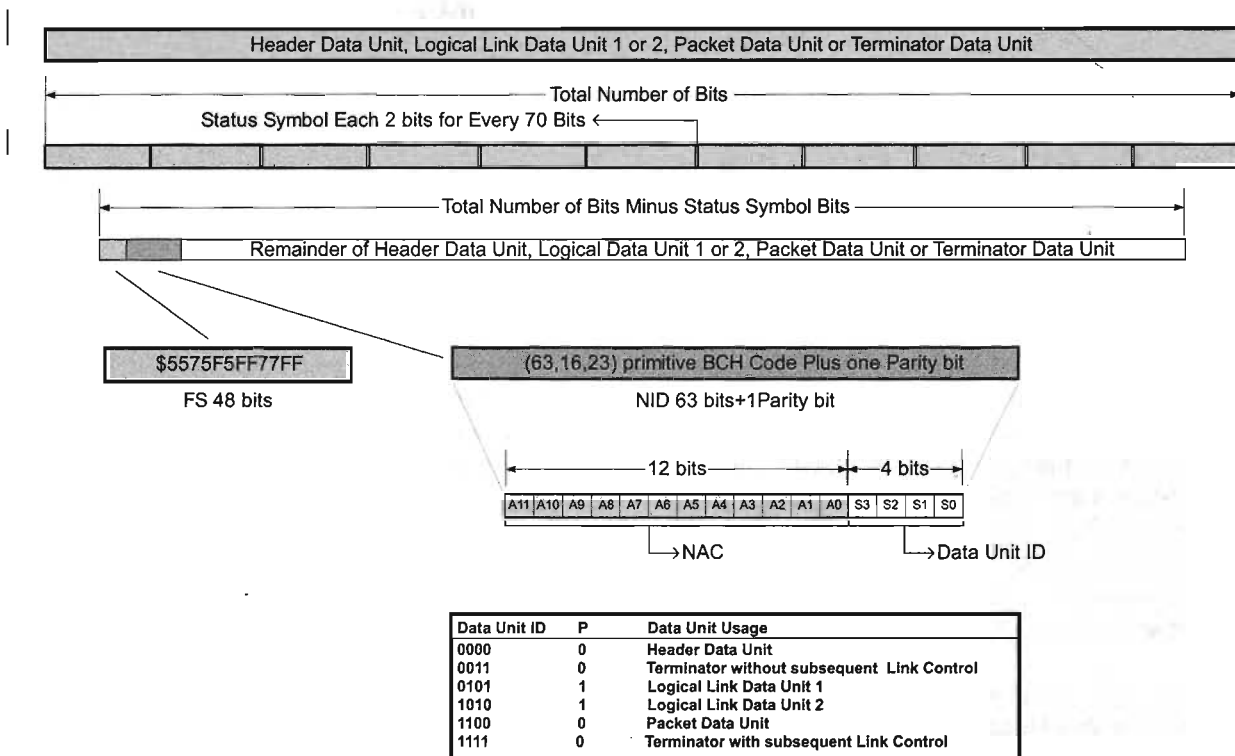 Header Data Unit, Logical Link Data Unit 1 or 2, Packet Data Unit or Terminator Data Unit
Total Number of Bits
Status Symbol Each 2 bits for Every 70 Bits
Total Number of Bits Minus Status Symbol Bits
Remainder of Header Data Unit, Logical Data Unit 1 or 2, Packet Data Unit or Terminator Data Unit
$5575F5FF77FF
(63,16,23) primitive BCH Code Plus one Parity bit
FS 48 bits
NID 63 bits+1Parity bit
12 bits 4 bits
A11 A10 A9 A8 A7 A6 A5 A4 A3 A2 A1 A0 S3 S2 S1 S0
NAC Data Unit ID
Data Unit ID P Data Unit Usage
0000 0 Header Data Unit
0011 0 Terminator without subsequent Link Control
0101 1 Logical Link Data Unit 1
1010 1 Logical Link Data Unit 2
1100 0 Packet Data Unit
1111 0 Terminator with subsequent Link Control